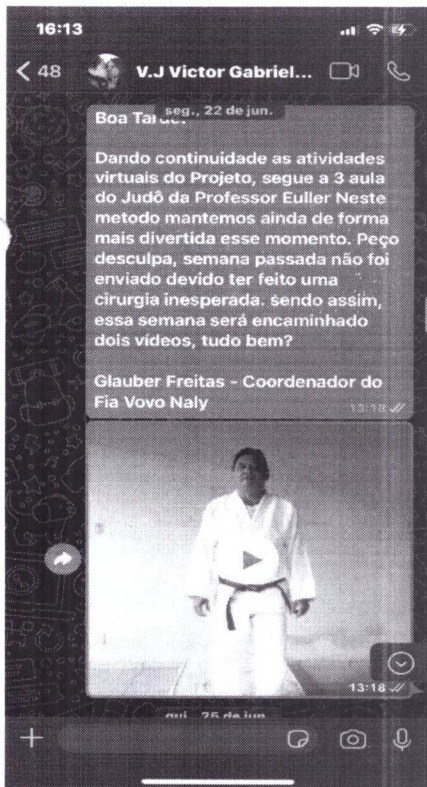 16:13
48
V.J Victor Gabriel...
seg., 22 de jun.
Boa Tarde.
Dando continuidade as atividades
virtuais do Projeto, segue a 3 aula
do Judô da Professor Euller Neste
metodo mantemos ainda de forma
mais divertida esse momento. Peço
desculpa, semana passada não foi
enviado devido ter feito uma
cirurgia inesperada. sendo assim,
essa semana será encaminhado
dois vídeos, tudo bem?
Glauber Freitas - Coordenador do
Fia Vovo Naly
13:18
13:18
qui., 25 de jun.